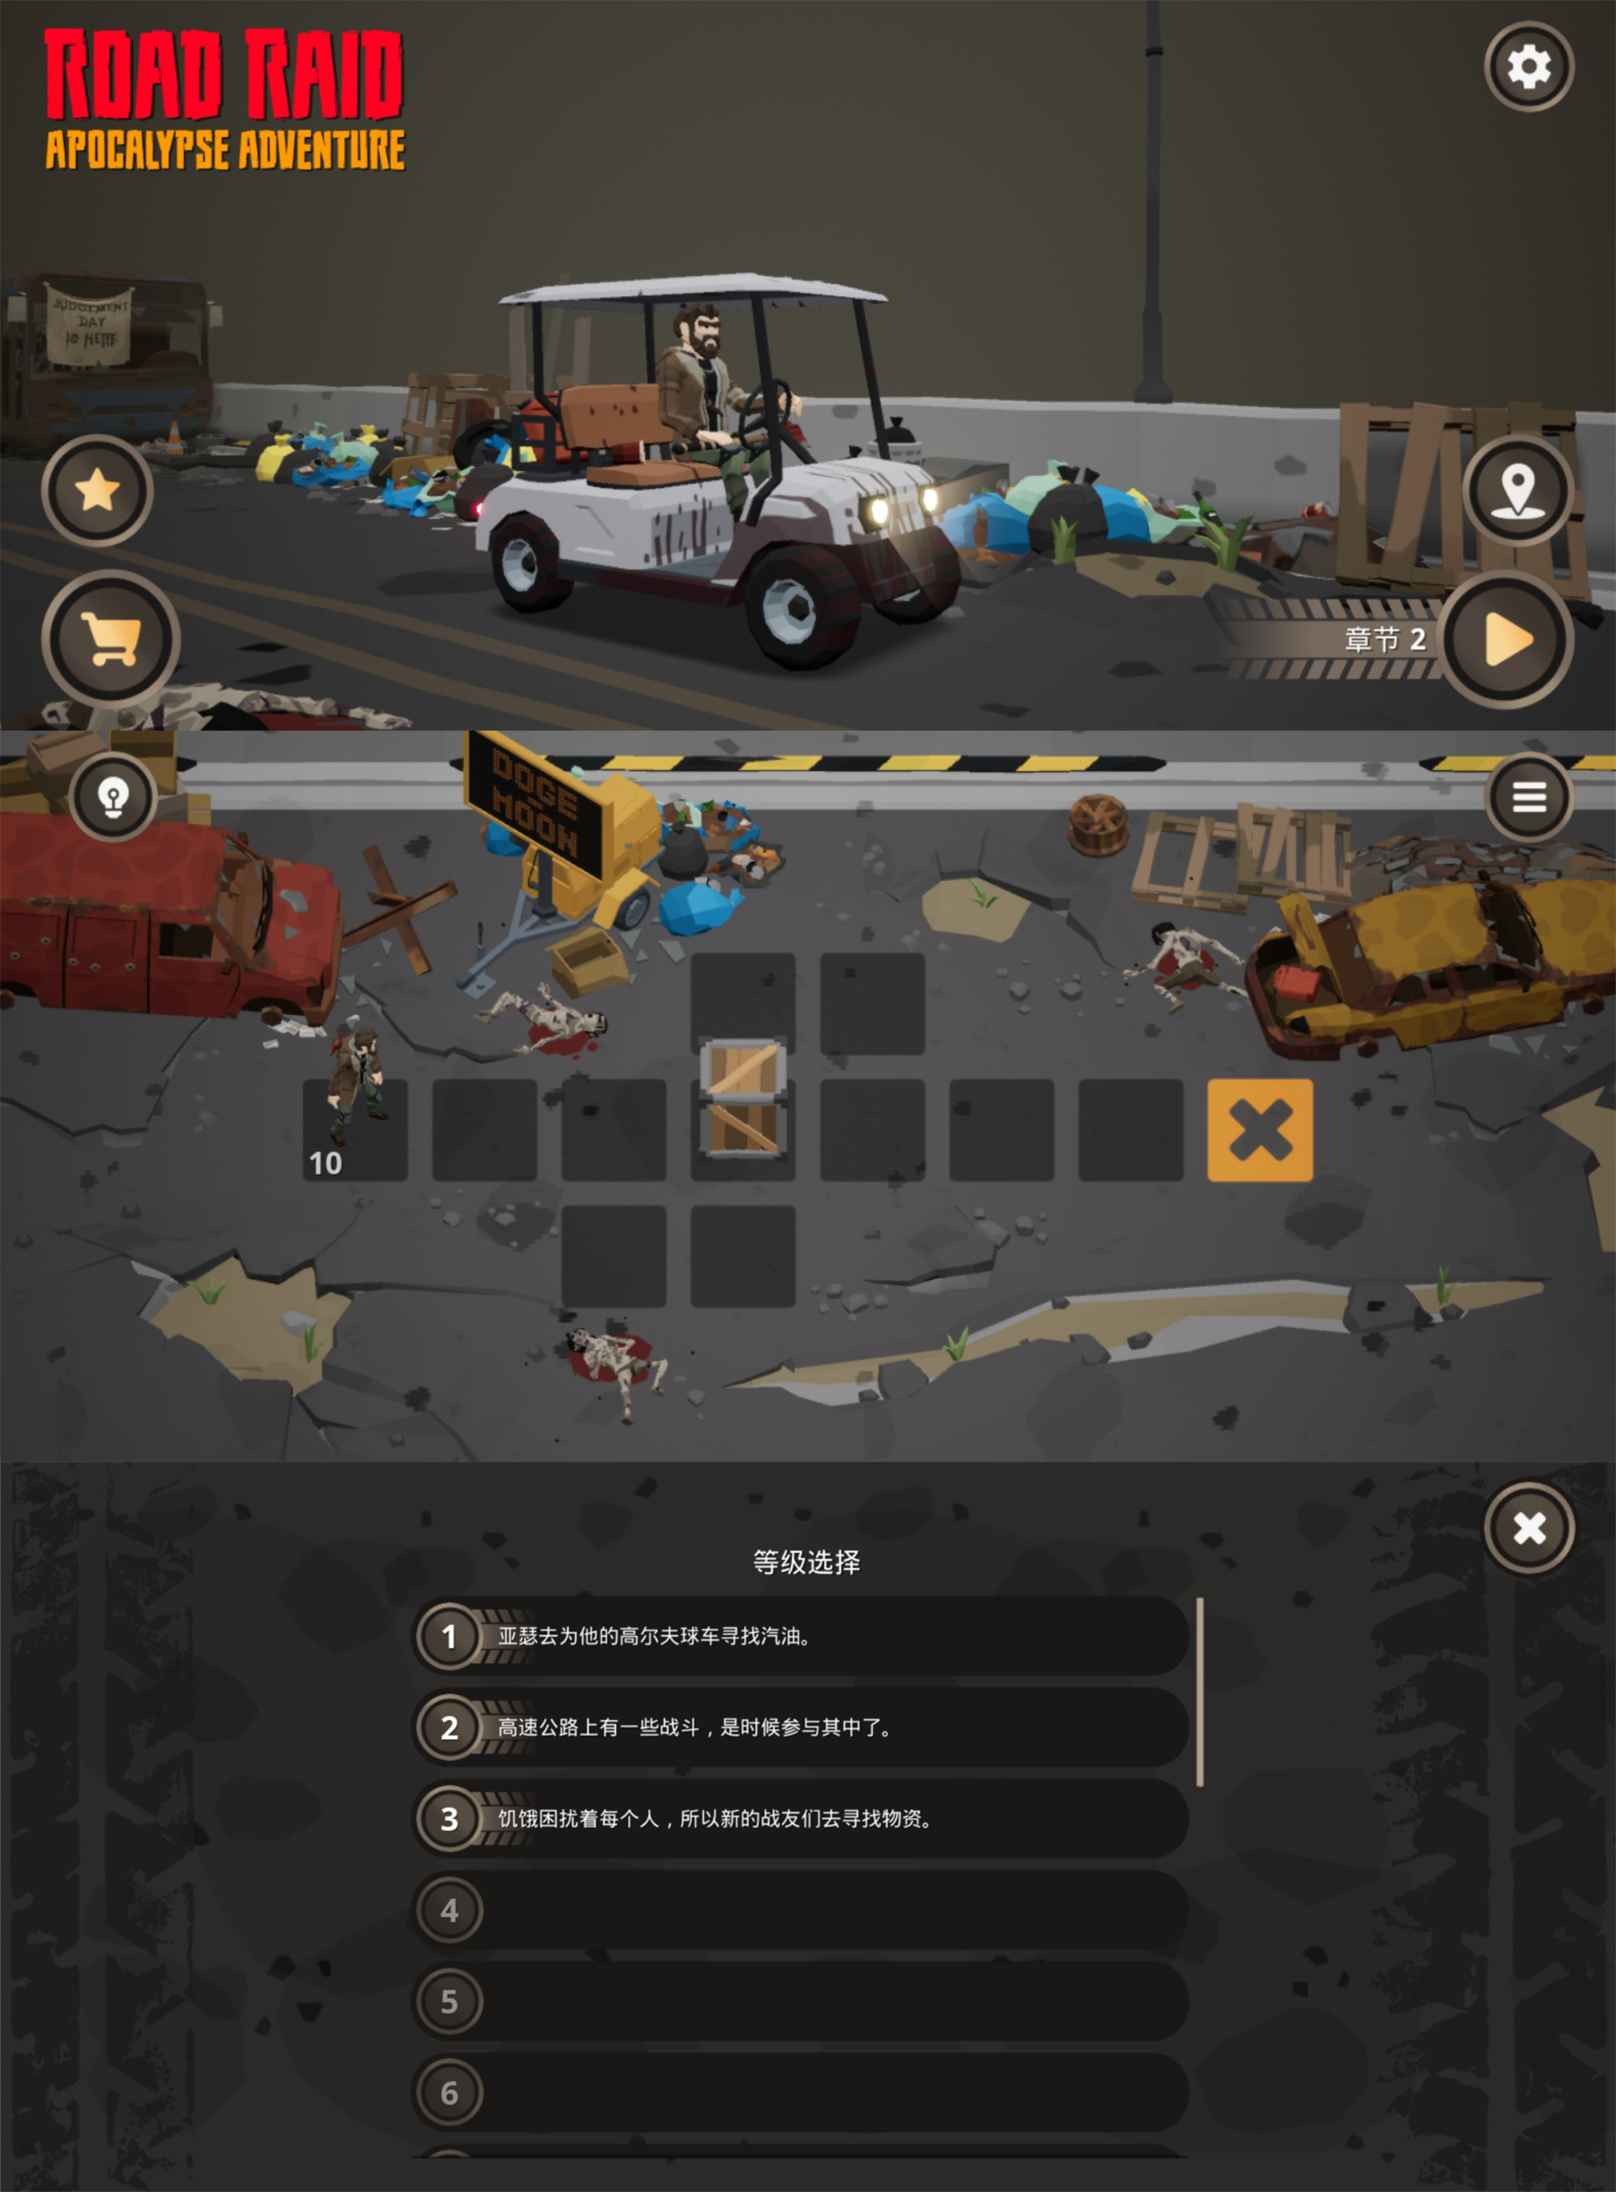 ROAD RAID
APOCALYPSE ADVENTURE
JUDGEMENT
DAY
章节 2
DOGE
MOON
10
等级选择
1 亚瑟去为他的高尔夫球车寻找汽油。
2 高速公路上有一些战斗，是时候参与其中了。
3 饥饿困扰着每个人，所以新的战友们去寻找物资。
4
5
6